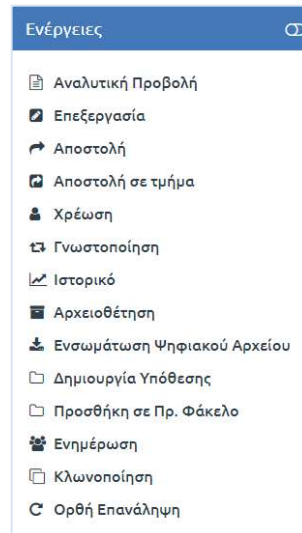 Ενέργειες
Αναλυτική Προβολή
Επεξεργασία
Αποστολή
Αποστολή σε τμήμα
Χρέωση
Γνωστοποίηση
Ιστορικό
Αρχειοθέτηση
Ενσωμάτωση Ψηφιακού Αρχείου
Δημιουργία Υπόθεσης
Προσθήκη σε Πρ. Φάκελο
Ενημέρωση
Κλωνοποίηση
Ορθή Επανάληψη